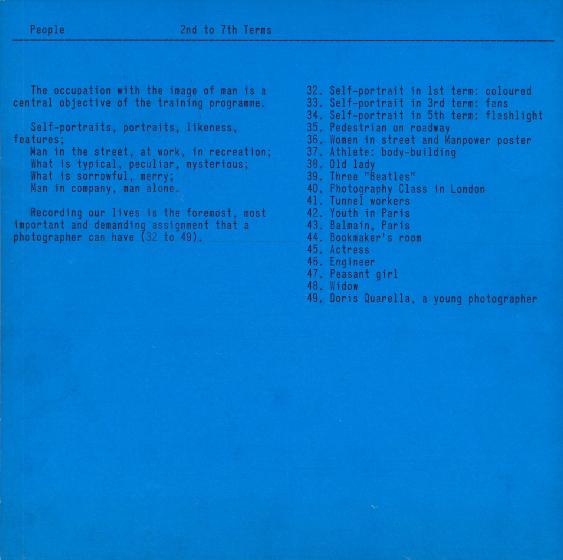 People 2nd to 7th Terms
The occupation with the image of man is a
central objective of the training programme.
Self-portraits, portraits, likeness,
features;
Man in the street, at work, in recreation;
What is typical, peculiar, mysterious;
What is sorrowful, merry;
Man in company, man alone.
Recording our lives is the foremost, most
important and demanding assignment that a
photographer can have (32 to 49).
32. Self-portrait in 1st term: coloured
33. Self-portrait in 3rd term: fans
34. Self-portrait in 5th term: flashlight
35. Pedestrian on roadway
36. Women in street and Manpower poster
37. Athlete: body-building
38. Old lady
39. Three "Beatles"
40. Photography Class in London
41. Tunnel workers
42. Youth in Paris
43. Balmain, Paris
44. Bookmaker's room
45. Actress
46. Engineer
47. Peasant girl
48. Widow
49. Doris Quarella, a young photographer